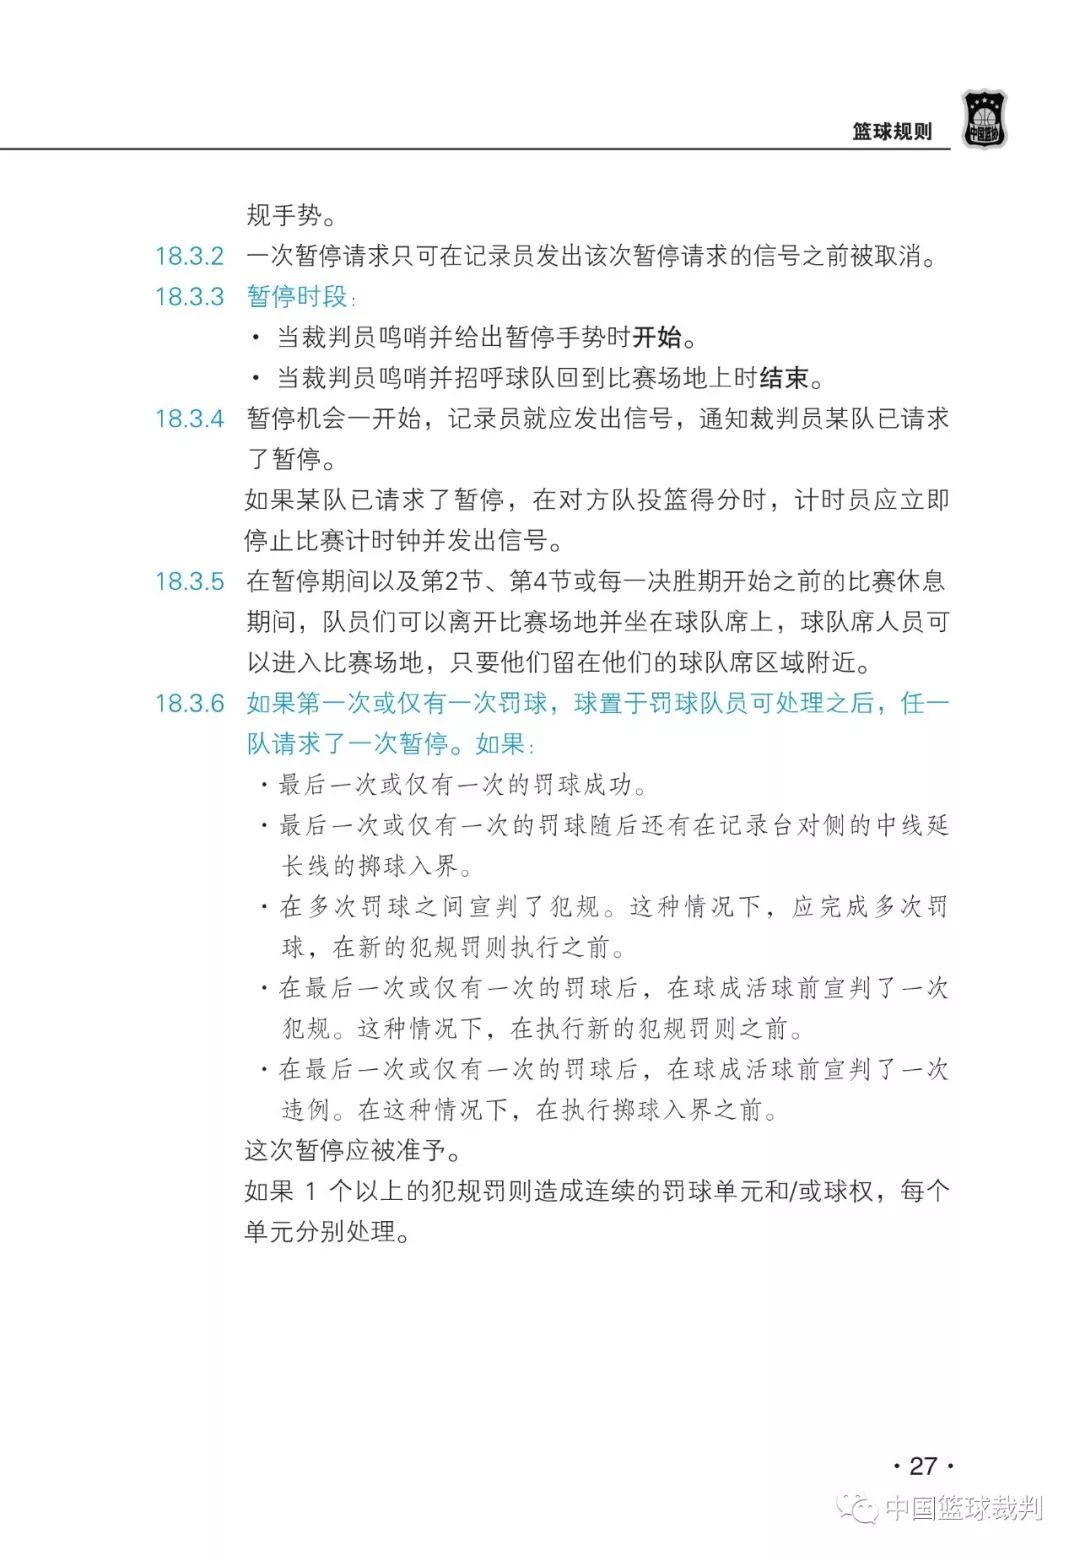 篮球规则
中国篮协
规手势。
18.3.2 一次暂停请求只可在记录员发出该次暂停请求的信号之前被取消。
18.3.3 暂停时段：
· 当裁判员鸣哨并给出暂停手势时开始。
· 当裁判员鸣哨并招呼球队回到比赛场地上时结束。
18.3.4 暂停机会一开始，记录员就应发出信号，通知裁判员某队已请求
了暂停。
如果某队已请求了暂停，在对方队投篮得分时，计时员应立即
停止比赛计时钟并发出信号。
18.3.5 在暂停期间以及第2节、第4节或每一决胜期开始之前的比赛休息
期间，队员们可以离开比赛场地并坐在球队席上，球队席人员可
以进入比赛场地，只要他们留在他们的球队席区域附近。
18.3.6 如果第一次或仅有一次罚球，球置于罚球队员可处理之后，任一
队请求了一次暂停。如果：
· 最后一次或仅有一次的罚球成功。
· 最后一次或仅有一次的罚球随后还有在记录台对侧的中线延
长线的掷球入界。
· 在多次罚球之间宣判了犯规。这种情况下，应完成多次罚
球，在新的犯规罚则执行之前。
· 在最后一次或仅有一次的罚球后，在球成活球前宣判了一次
犯规。这种情况下，在执行新的犯规罚则之前。
· 在最后一次或仅有一次的罚球后，在球成活球前宣判了一次
违例。在这种情况下，在执行掷球入界之前。
这次暂停应被准予。
如果 1 个以上的犯规罚则造成连续的罚球单元和/或球权，每个
单元分别处理。
· 27 ·
中国篮球裁判